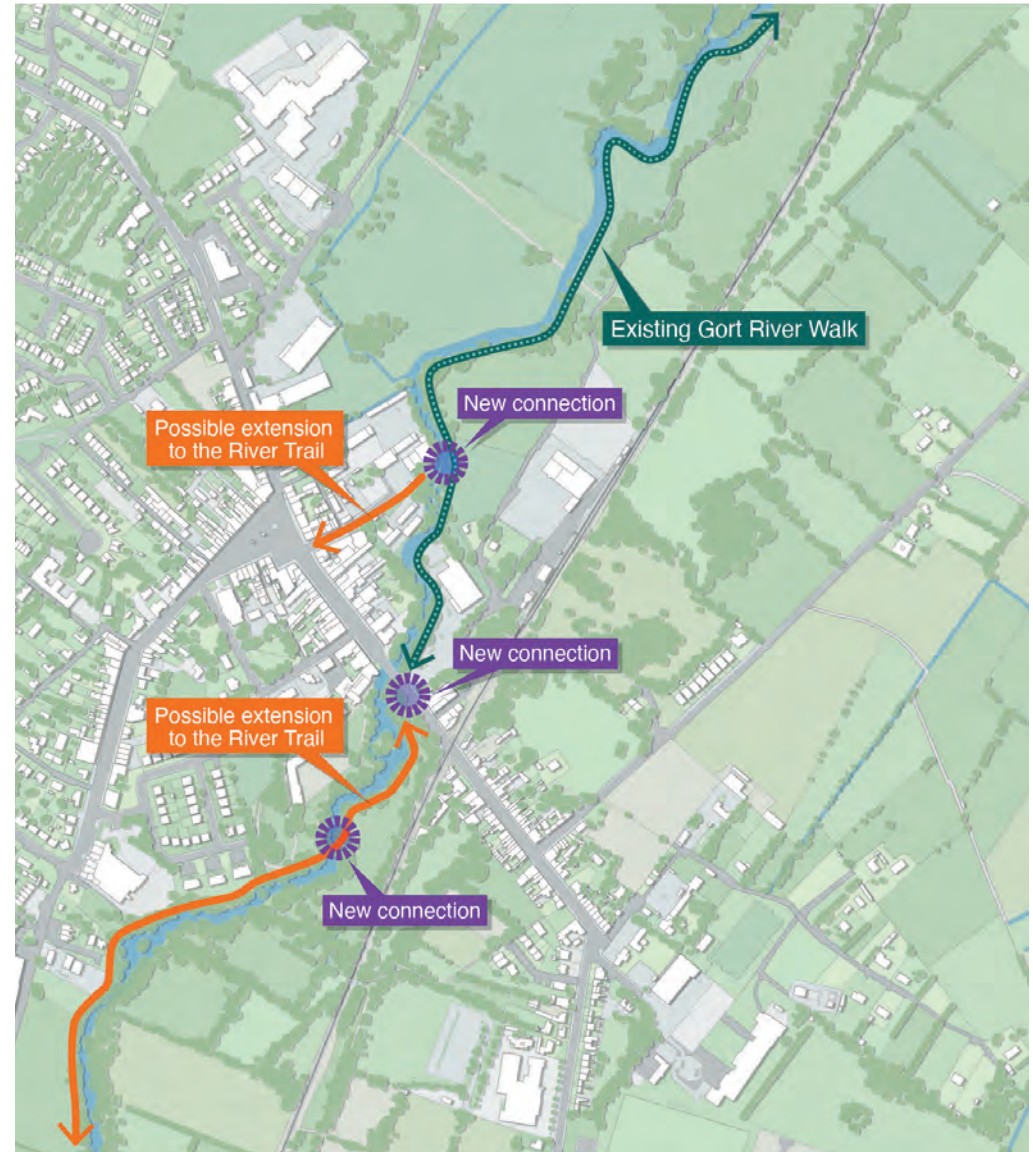 Existing Gort River Walk
New connection
Possible extension
to the River Trail
New connection
Possible extension
to the River Trail
New connection